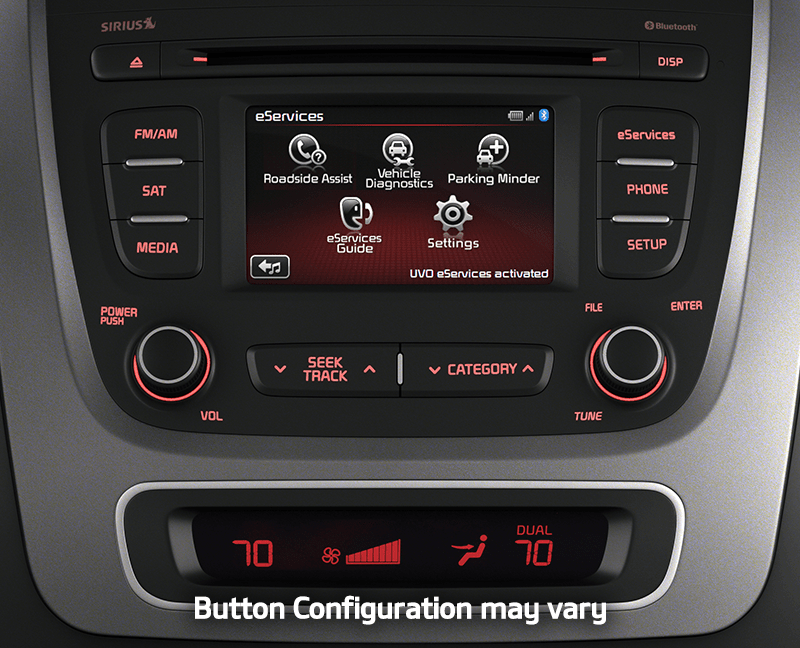 SIRIUS
Bluetooth
DISP
FM/AM
SAT
MEDIA
eServices
Roadside Assist
Vehicle
Diagnostics
Parking Minder
eServices
Guide
Settings
UVO eServices activated
eServices
PHONE
SETUP
POWER
PUSH
VOL
SEEK
TRACK
CATEGORY
FILE
ENTER
TUNE
70
DUAL
70
Button Configuration may vary